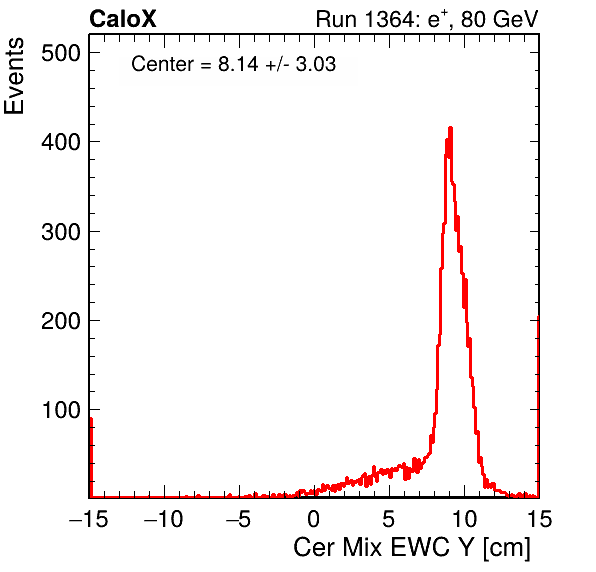 CaloX Run 1364: e⁺, 80 GeV
Events
Center = 8.14 +/- 3.03
500
400
300
200
100
−15 −10 −5 0 5 10 15
Cer Mix EWC Y [cm]